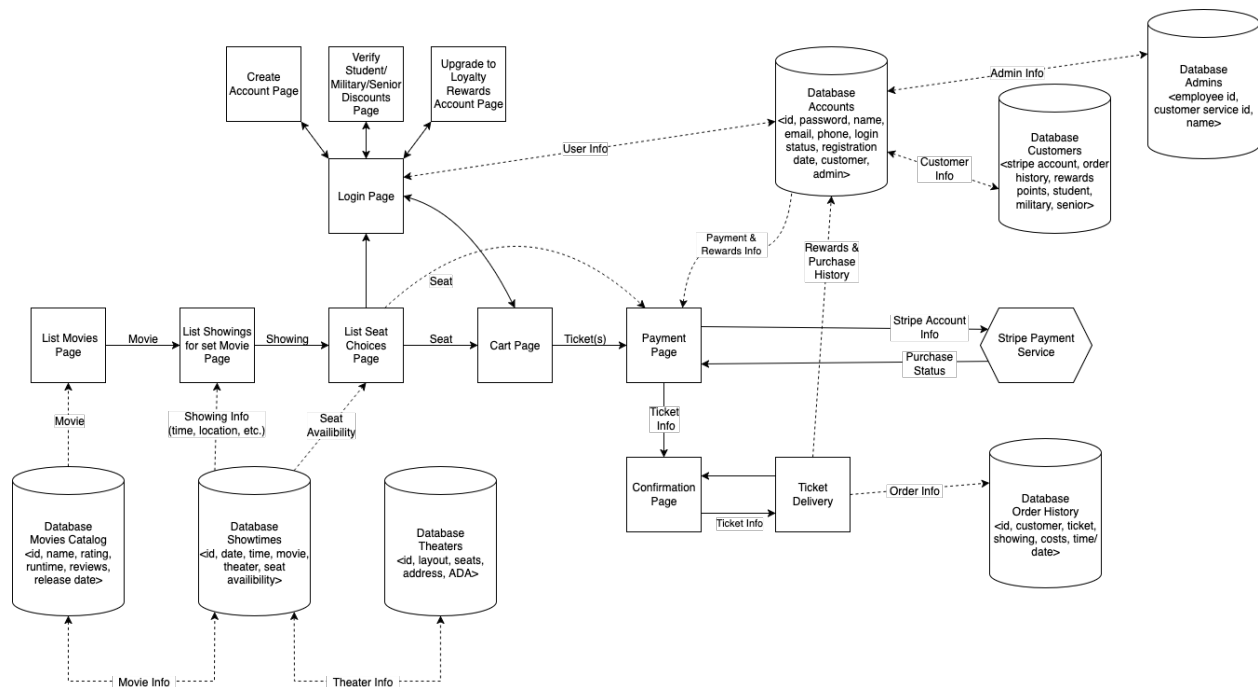 Create
Account Page
Verify
Student/
Military/Senior
Discounts
Page
Upgrade to
Loyalty
Rewards
Account Page
Database
Accounts
<id, password, name,
email, phone, login
status, registration
date, customer,
admin>
Admin Info
Database
Admins
<employee id,
customer service id,
name>
User Info
Customer
Info
Database
Customers
<stripe account, order
history, rewards
points, student,
military, senior>
Login Page
Payment &
Rewards Info
Rewards &
Purchase
History
Seat
List Movies
Page
Movie
List Showings
for set Movie
Page
Showing
List Seat
Choices
Page
Seat
Cart Page
Ticket(s)
Payment
Page
Stripe Account
Info
Purchase
Status
Stripe Payment
Service
Movie
Showing Info
(time, location, etc.)
Seat
Availibility
Ticket
Info
Confirmation
Page
Ticket Info
Ticket
Delivery
Order Info
Database
Order History
<id, customer, ticket,
showing, costs, time/
date>
Database
Movies Catalog
<id, name, rating,
runtime, reviews,
release date>
Database
Showtimes
<id, date, time, movie,
theater, seat
availibility>
Database
Theaters
<id, layout, seats,
address, ADA>
Movie Info
Theater Info